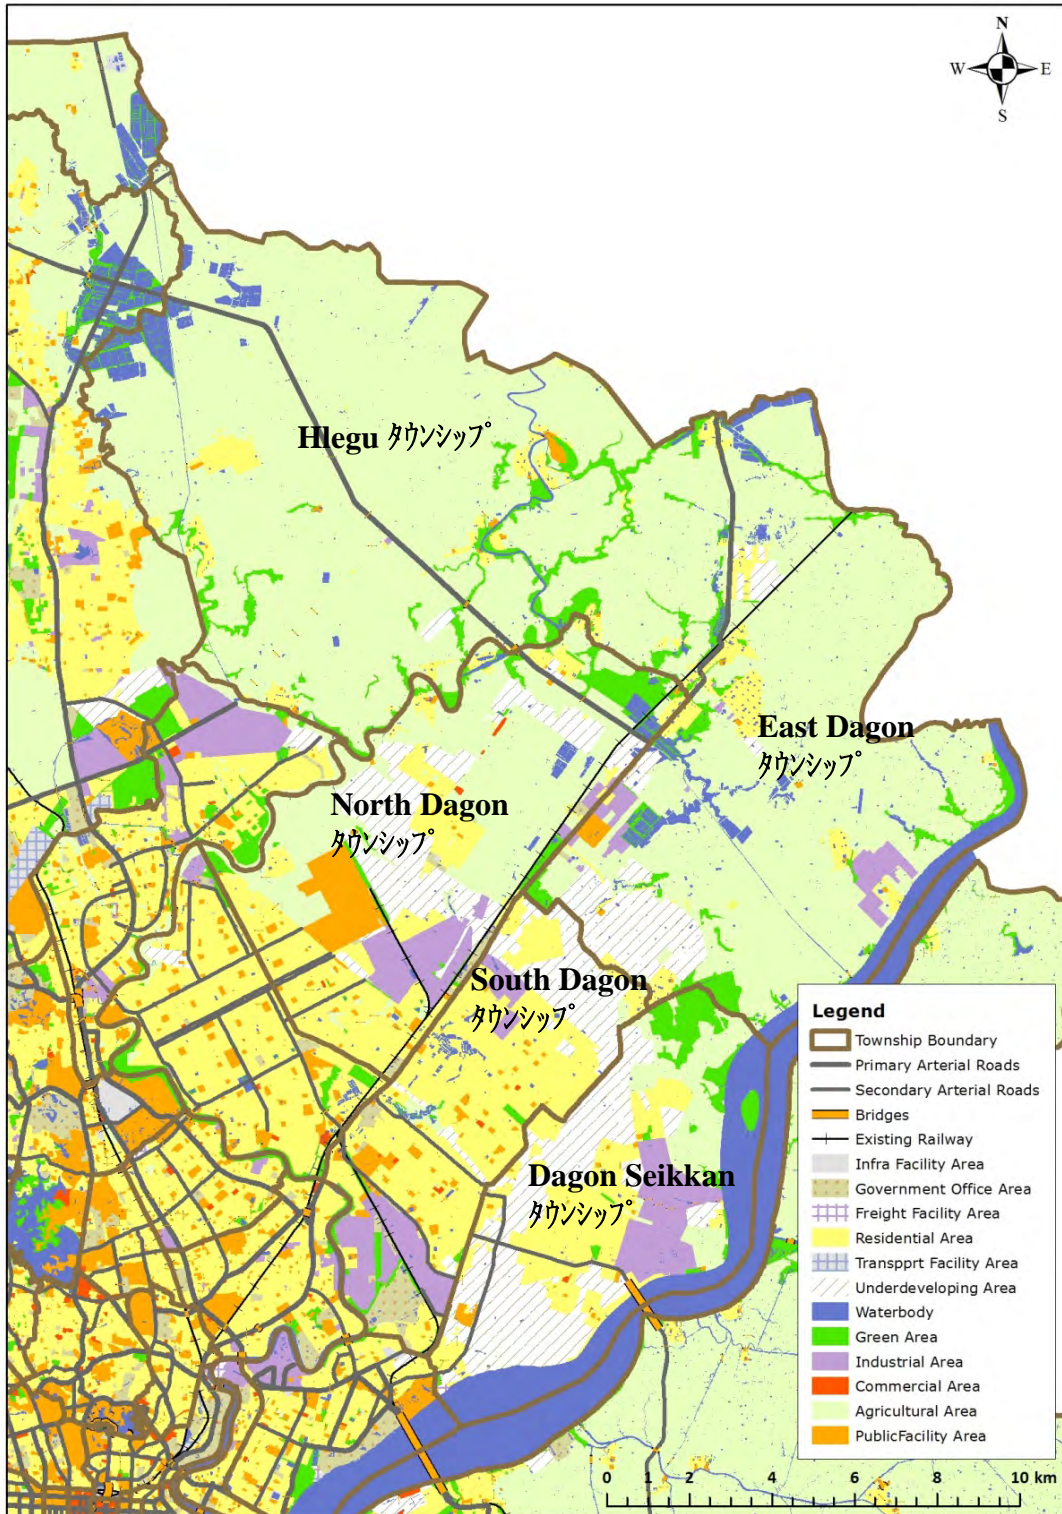 N
W E
S
Hlegu タウンシップ
East Dagon
タウンシップ
North Dagon
タウンシップ
South Dagon
タウンシップ
Dagon Seikkan
タウンシップ
Legend
Township Boundary
Primary Arterial Roads
Secondary Arterial Roads
Bridges
Existing Railway
Infra Facility Area
Government Office Area
Freight Facility Area
Residential Area
Transpprt Facility Area
Underdeveloping Area
Waterbody
Green Area
Industrial Area
Commercial Area
Agricultural Area
PublicFacility Area
0 1 2 4 6 8 10 km